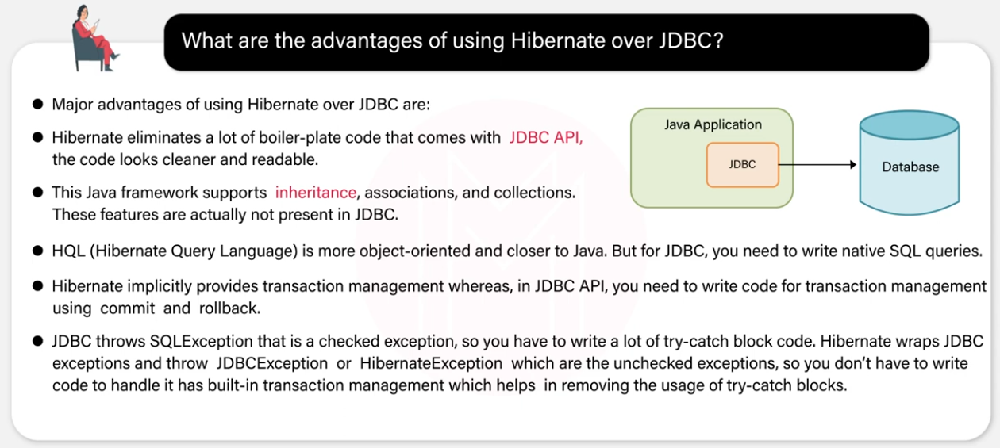 What are the advantages of using Hibernate over JDBC?
● Major advantages of using Hibernate over JDBC are:
● Hibernate eliminates a lot of boiler-plate code that comes with JDBC API,
the code looks cleaner and readable.
● This Java framework supports inheritance, associations, and collections.
These features are actually not present in JDBC.
Java Application
JDBC
Database
● HQL (Hibernate Query Language) is more object-oriented and closer to Java. But for JDBC, you need to write native SQL queries.
● Hibernate implicitly provides transaction management whereas, in JDBC API, you need to write code for transaction management
using commit and rollback.
● JDBC throws SQLException that is a checked exception, so you have to write a lot of try-catch block code. Hibernate wraps JDBC
exceptions and throw JDBCException or HibernateException which are the unchecked exceptions, so you don't have to write
code to handle it has built-in transaction management which helps in removing the usage of try-catch blocks.